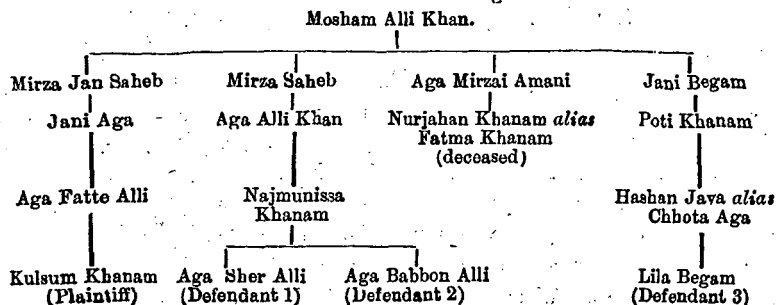 Mosham Alli Khan.
Mirza Jan Saheb Mirza Saheb Aga Mirzai Amani Jani Begam
Jani Aga Aga Alli Khan Nurjahan Khanam alias Poti Khanam
Fatma Khanam
(deceased)
Aga Fatte Alli Najmunissa Hashan Java alias
Khanam Chhota Aga
Kulsum Khanam Aga Sher Alli Aga Babbon Alli Lila Begam
(Plaintiff) (Defendant 1) (Defendant 2) (Defendant 3)